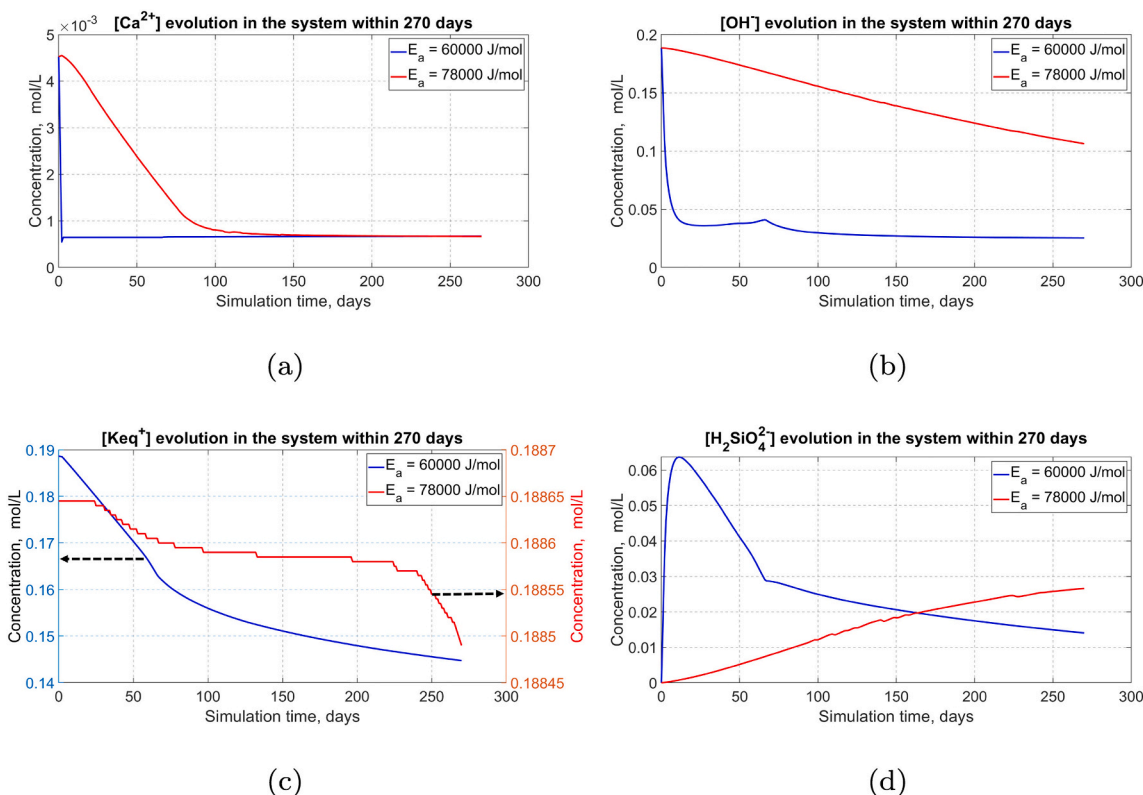 [Ca²⁺] evolution in the system within 270 days
×10⁻³
5
4
3
2
1
0
Concentration, mol/L
0 50 100 150 200 250 300
Simulation time, days
Eₐ = 60000 J/mol
Eₐ = 78000 J/mol
(a)
[OH⁻] evolution in the system within 270 days
0.2
0.15
0.1
0.05
0
Concentration, mol/L
0 50 100 150 200 250 300
Simulation time, days
Eₐ = 60000 J/mol
Eₐ = 78000 J/mol
(b)
[Keq⁺] evolution in the system within 270 days
0.19
0.18
0.17
0.16
0.15
0.14
Concentration, mol/L
0.1887
0.18865
0.1886
0.18855
0.1885
0.18845
Concentration, mol/L
0 50 100 150 200 250 300
Simulation time, days
Eₐ = 60000 J/mol
Eₐ = 78000 J/mol
(c)
[H₂SiO₄²⁻] evolution in the system within 270 days
0.06
0.05
0.04
0.03
0.02
0.01
0
Concentration, mol/L
0 50 100 150 200 250 300
Simulation time, days
Eₐ = 60000 J/mol
Eₐ = 78000 J/mol
(d)